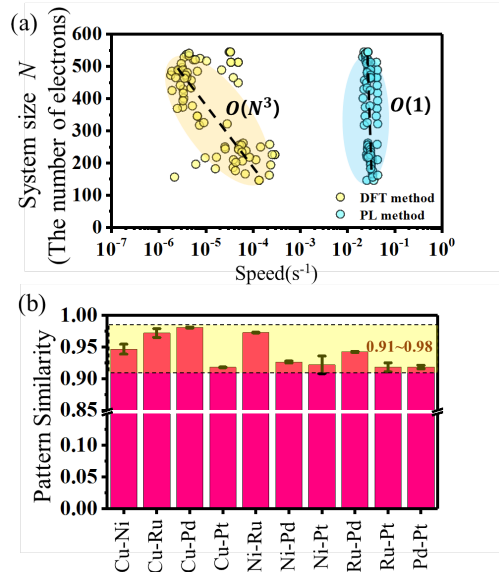 (a)
System size N
(The number of electrons)
600
500
400
300
200
100
0
O(N³)
O(1)
DFT method
PL method
10⁻⁷ 10⁻⁶ 10⁻⁵ 10⁻⁴ 10⁻³ 10⁻² 10⁻¹ 10⁰
Speed(s⁻¹)
(b)
Pattern Similarity
1.00
0.95
0.90
0.85
0.10
0.05
0.00
0.91~0.98
Cu-Ni
Cu-Ru
Cu-Pd
Cu-Pt
Ni-Ru
Ni-Pd
Ni-Pt
Ru-Pd
Ru-Pt
Pd-Pt